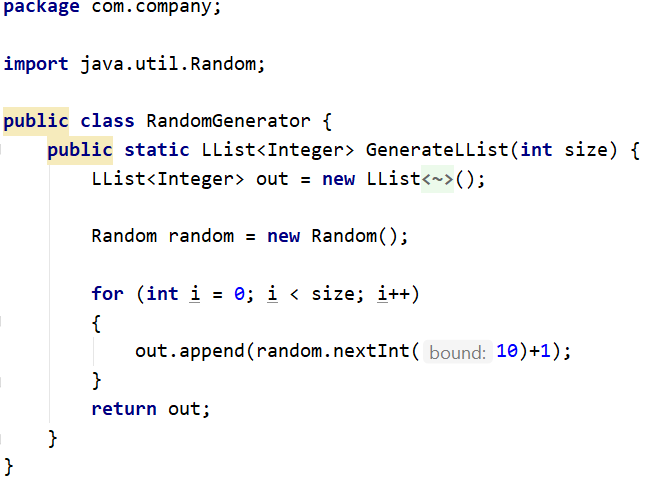 package com.company;
import java.util.Random;
public class RandomGenerator {
public static LList<Integer> GenerateLList(int size) {
LList<Integer> out = new LList<~>();
Random random = new Random();
for (int i = 0; i < size; i++)
{
out.append(random.nextInt( bound: 10)+1);
}
return out;
}
}